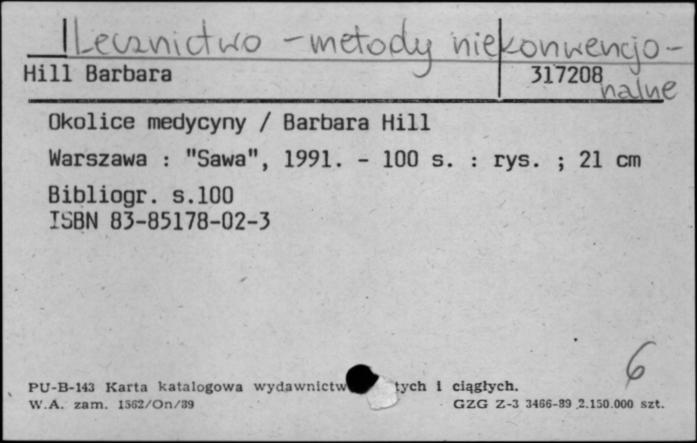 Lecznictwo - metody niekonwencjo-
nalne
Hill Barbara 317208
Okolice medycyny / Barbara Hill
Warszawa : "Sawa", 1991. - 100 s. : rys. ; 21 cm
Bibliogr. s.100
ISBN 83-85178-02-3
6
PU-B-143 Karta katalogowa wydawnictw tych i ciągłych.
W.A. zam. 1562/On/89 GZG Z-3 3466-89 2.150.000 szt.